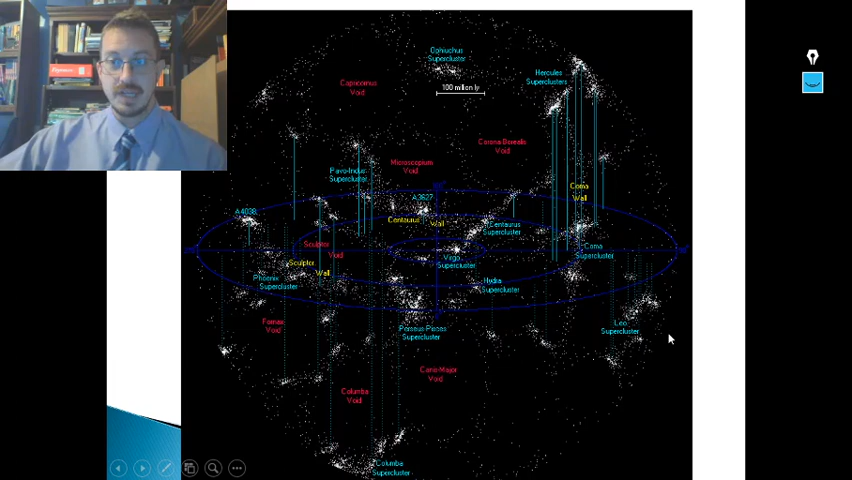 Ophiuchus
Supercluster
Hercules
Superclusters
Capricornus
Void
100 million ly
Corona-Borealis
Void
Microscopium
Void
Pavo-Indus
Supercluster
Coma
Wall
A3627
A4038
Centaurus
Wall
Centaurus
Supercluster
Sculptor
Void
Coma
Supercluster
Virgo
Supercluster
Sculptor
Wall
Phoenix
Supercluster
Hydra
Supercluster
Fornax
Void
Perseus-Pisces
Supercluster
Leo
Supercluster
Canis-Major
Void
Columba
Void
Columba
Supercluster